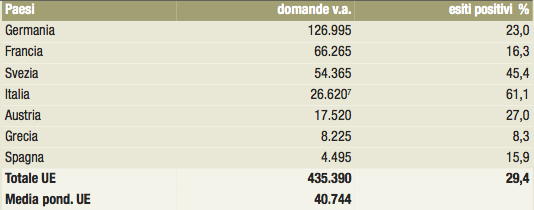 Paesi domande v.a. esiti positivi %
Germania 126.995 23,0
Francia 66.265 16,3
Svezia 54.365 45,4
Italia 26.620⁷ 61,1
Austria 17.520 27,0
Grecia 8.225 8,3
Spagna 4.495 15,9
Totale UE 435.390 29,4
Media pond. UE 40.744